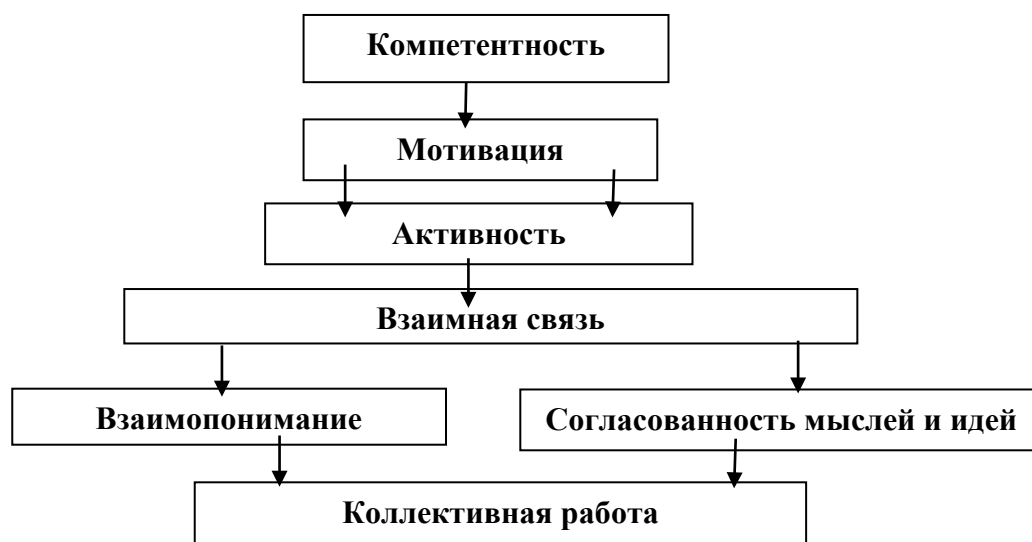 Компетентность
Мотивация
Активность
Взаимная связь
Взаимопонимание
Согласованность мыслей и идей
Коллективная работа